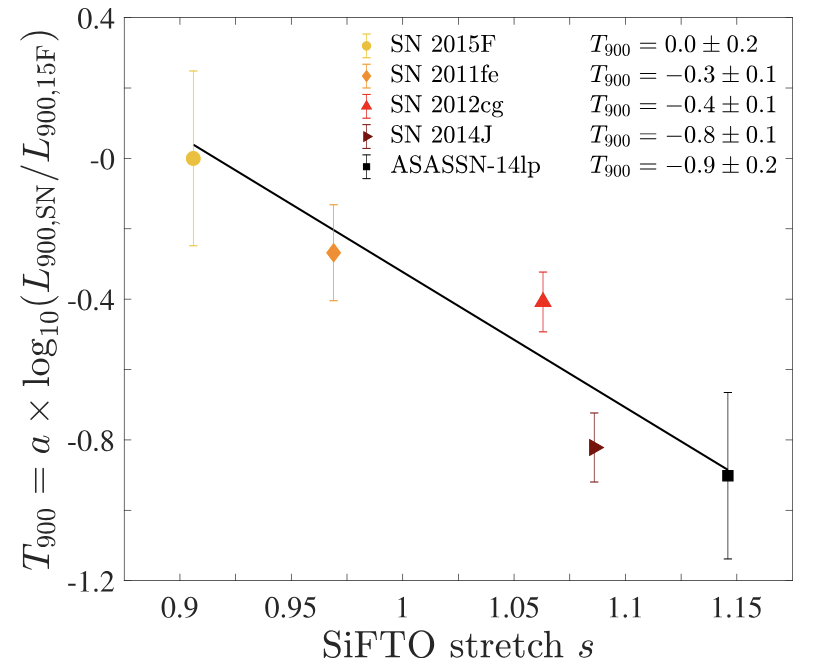 SN 2015F T₉₀₀ = 0.0 ± 0.2
SN 2011fe T₉₀₀ = −0.3 ± 0.1
SN 2012cg T₉₀₀ = −0.4 ± 0.1
SN 2014J T₉₀₀ = −0.8 ± 0.1
ASASSN-14lp T₉₀₀ = −0.9 ± 0.2
T₉₀₀ = a × log₁₀(L₉₀₀,SN/L₉₀₀,15F)
0.4
-0
-0.4
-0.8
-1.2
0.9 0.95 1 1.05 1.1 1.15
SiFTO stretch s